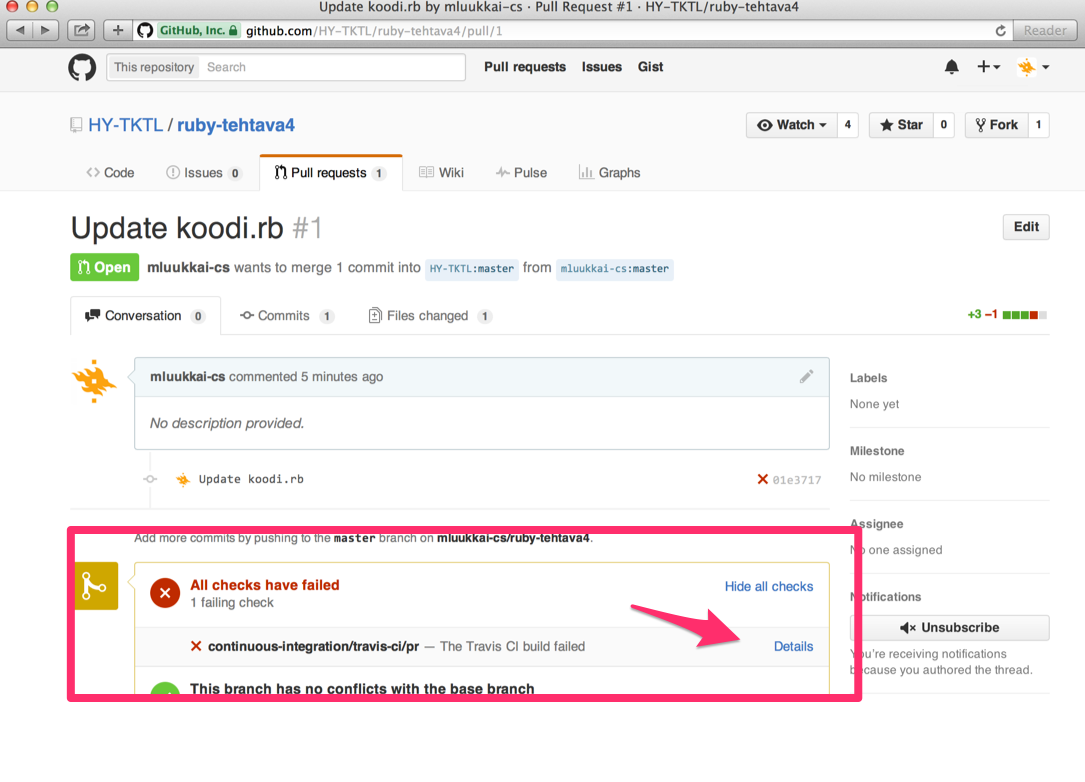 Update koodi.rb by mluukkai-cs · Pull Request #1 · HY-TKTL/ruby-tehtava4
GitHub, Inc. github.com/HY-TKTL/ruby-tehtava4/pull/1 Reader
This repository Search Pull requests Issues Gist
HY-TKTL / ruby-tehtava4 Watch 4 Star 0 Fork 1
Code Issues 0 Pull requests 1 Wiki Pulse Graphs
Update koodi.rb #1 Edit
Open mluukkai-cs wants to merge 1 commit into HY-TKTL:master from mluukkai-cs:master
Conversation 0 Commits 1 Files changed 1 +3 −1
mluukkai-cs commented 5 minutes ago
No description provided.
Update koodi.rb 01e3717
Labels
None yet
Milestone
No milestone
Assignee
No one assigned
Notifications
Unsubscribe
You're receiving notifications
because you authored the thread.
Add more commits by pushing to the master branch on mluukkai-cs/ruby-tehtava4.
All checks have failed Hide all checks
1 failing check
continuous-integration/travis-ci/pr — The Travis CI build failed Details
This branch has no conflicts with the base branch